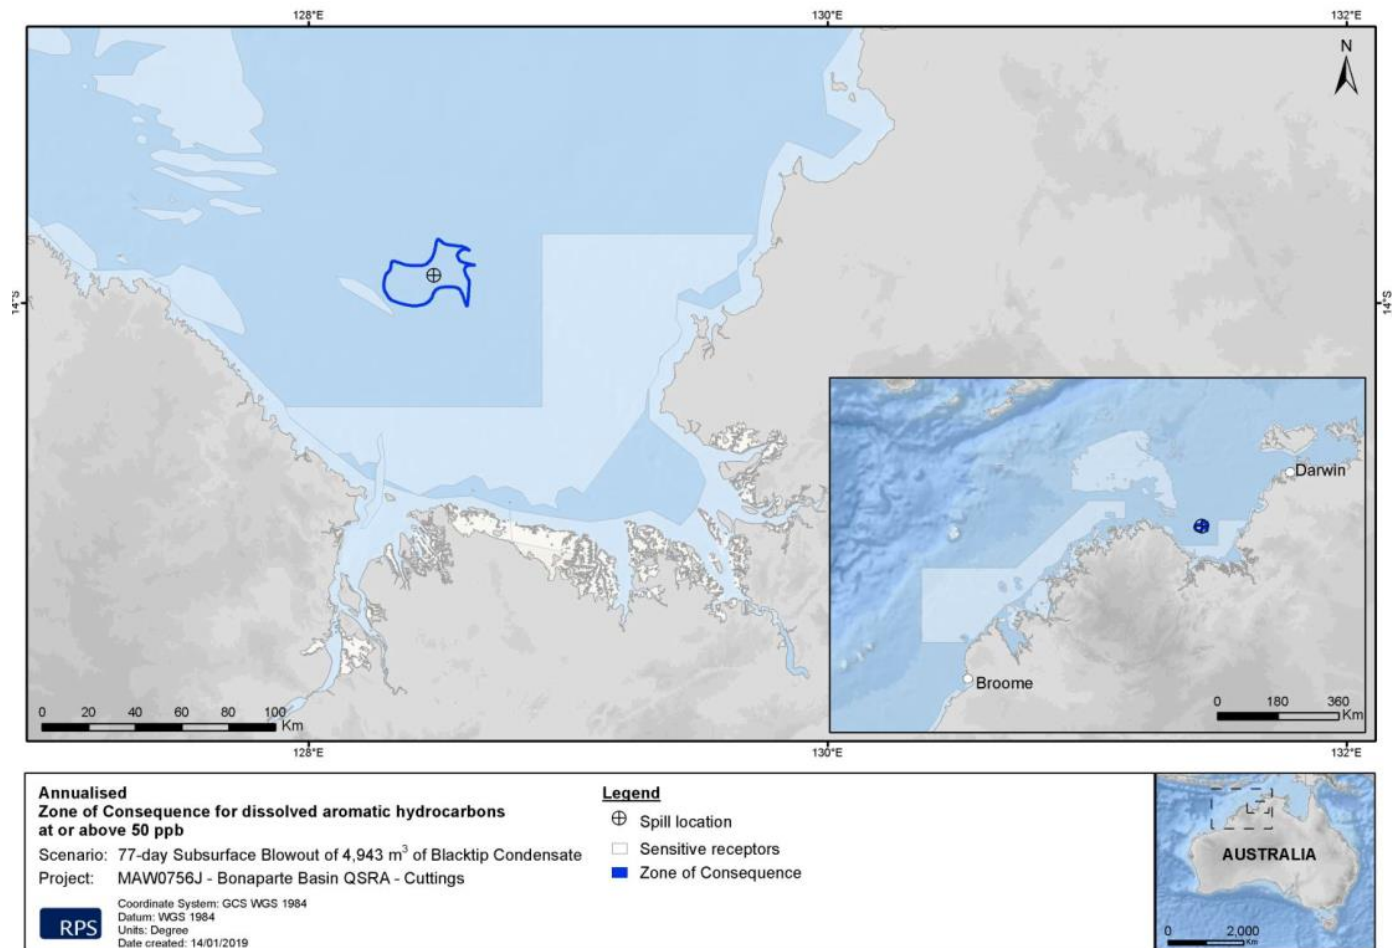 128°E 130°E 132°E
N
14°S 14°S
Darwin
Broome
0 20 40 60 80 100 Km
0 180 360 Km
128°E 130°E 132°E
Annualised
Zone of Consequence for dissolved aromatic hydrocarbons
at or above 50 ppb
Scenario: 77-day Subsurface Blowout of 4,943 m³ of Blacktip Condensate
Project: MAW0756J - Bonaparte Basin QSRA - Cuttings
RPS
Coordinate System: GCS WGS 1984
Datum: WGS 1984
Units: Degree
Date created: 14/01/2019
Legend
Spill location
Sensitive receptors
Zone of Consequence
AUSTRALIA
0 2,000 Km